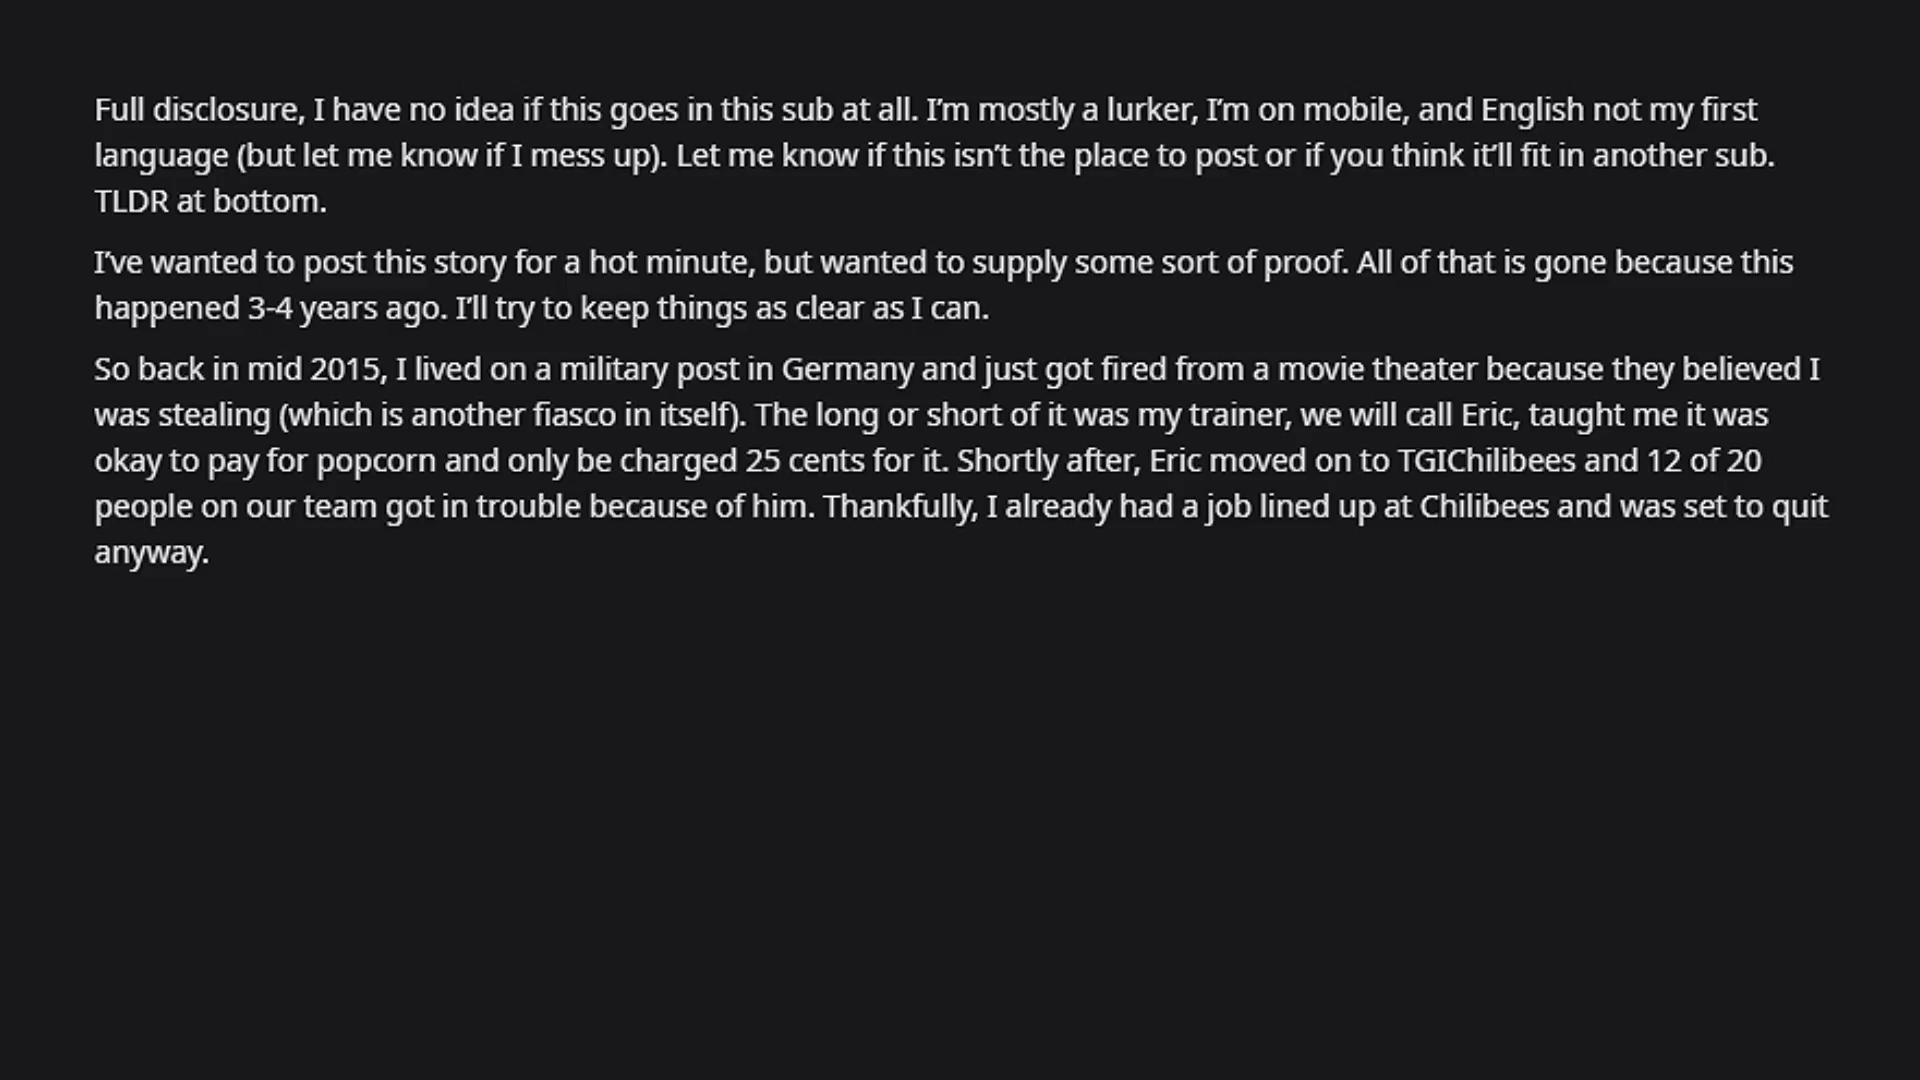 Full disclosure, I have no idea if this goes in this sub at all. I’m mostly a lurker, I’m on mobile, and English not my first
language (but let me know if I mess up). Let me know if this isn’t the place to post or if you think it’ll fit in another sub.
TLDR at bottom.
I’ve wanted to post this story for a hot minute, but wanted to supply some sort of proof. All of that is gone because this
happened 3-4 years ago. I’ll try to keep things as clear as I can.
So back in mid 2015, I lived on a military post in Germany and just got fired from a movie theater because they believed I
was stealing (which is another fiasco in itself). The long or short of it was my trainer, we will call Eric, taught me it was
okay to pay for popcorn and only be charged 25 cents for it. Shortly after, Eric moved on to TGIChilibees and 12 of 20
people on our team got in trouble because of him. Thankfully, I already had a job lined up at Chilibees and was set to quit
anyway.